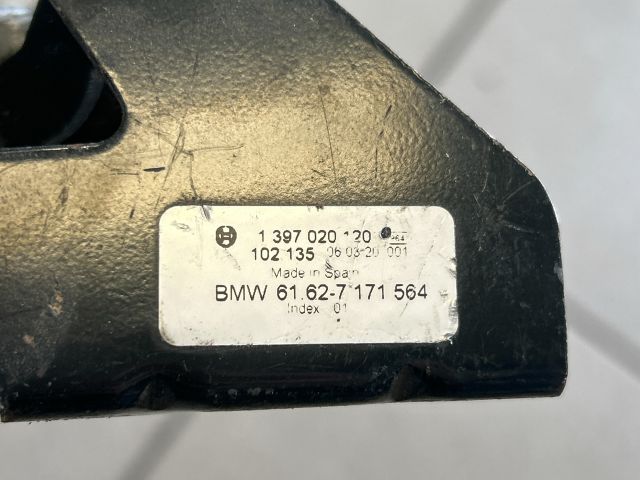 1 397 020 120
102 135 06 03 20 001
Made in Spain
BMW 61.62-7 171 564
Index 01